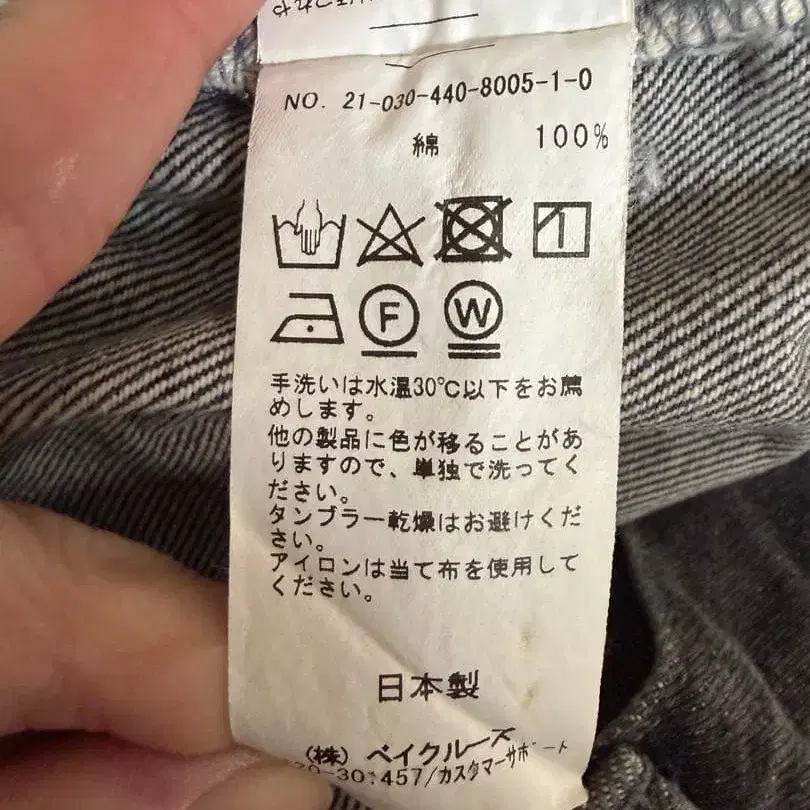 NO. 21-030-440-8005-1-0
綿 100%
F W
手洗いは水温30℃以下をお薦
めします。
他の製品に色が移ることがあ
りますので、単独で洗ってく
ださい。
タンブラー乾燥はお避けくだ
さい。
アイロンは当て布を使用して
ください。
日本製
(株) ベイクルーズ
-301457/カスタマーサポート